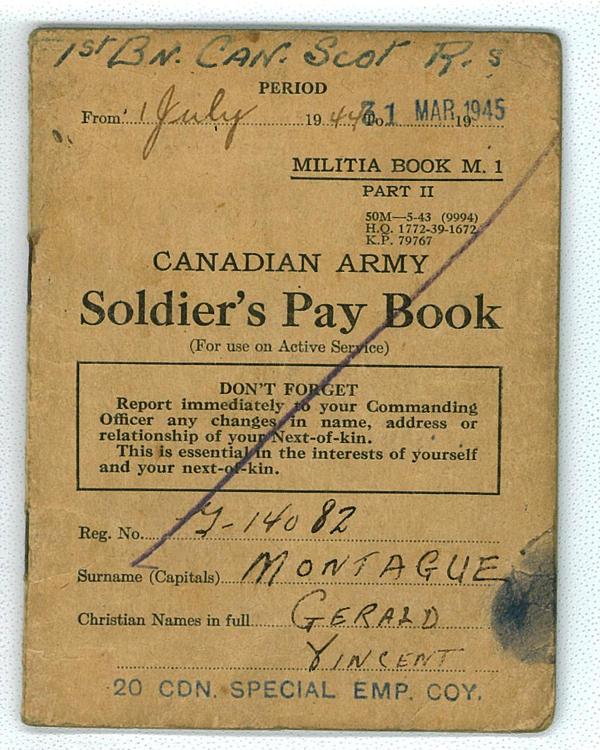 1st BN. CAN. SCOT R.s
PERIOD
From 1 July 1944 To 31 MAR 1945 19
MILITIA BOOK M. 1
PART II
50M—5-43 (9994)
H.Q. 1772-39-1672
K.P. 79767
CANADIAN ARMY
Soldier's Pay Book
(For use on Active Service)
DON'T FORGET
Report immediately to your Commanding
Officer any changes in name, address or
relationship of your Next-of-kin.
This is essential in the interests of yourself
and your next-of-kin.
Reg. No. G-14082
Surname (Capitals) MONTAGUE
Christian Names in full GERALD
VINCENT
20 CDN. SPECIAL EMP. COY.